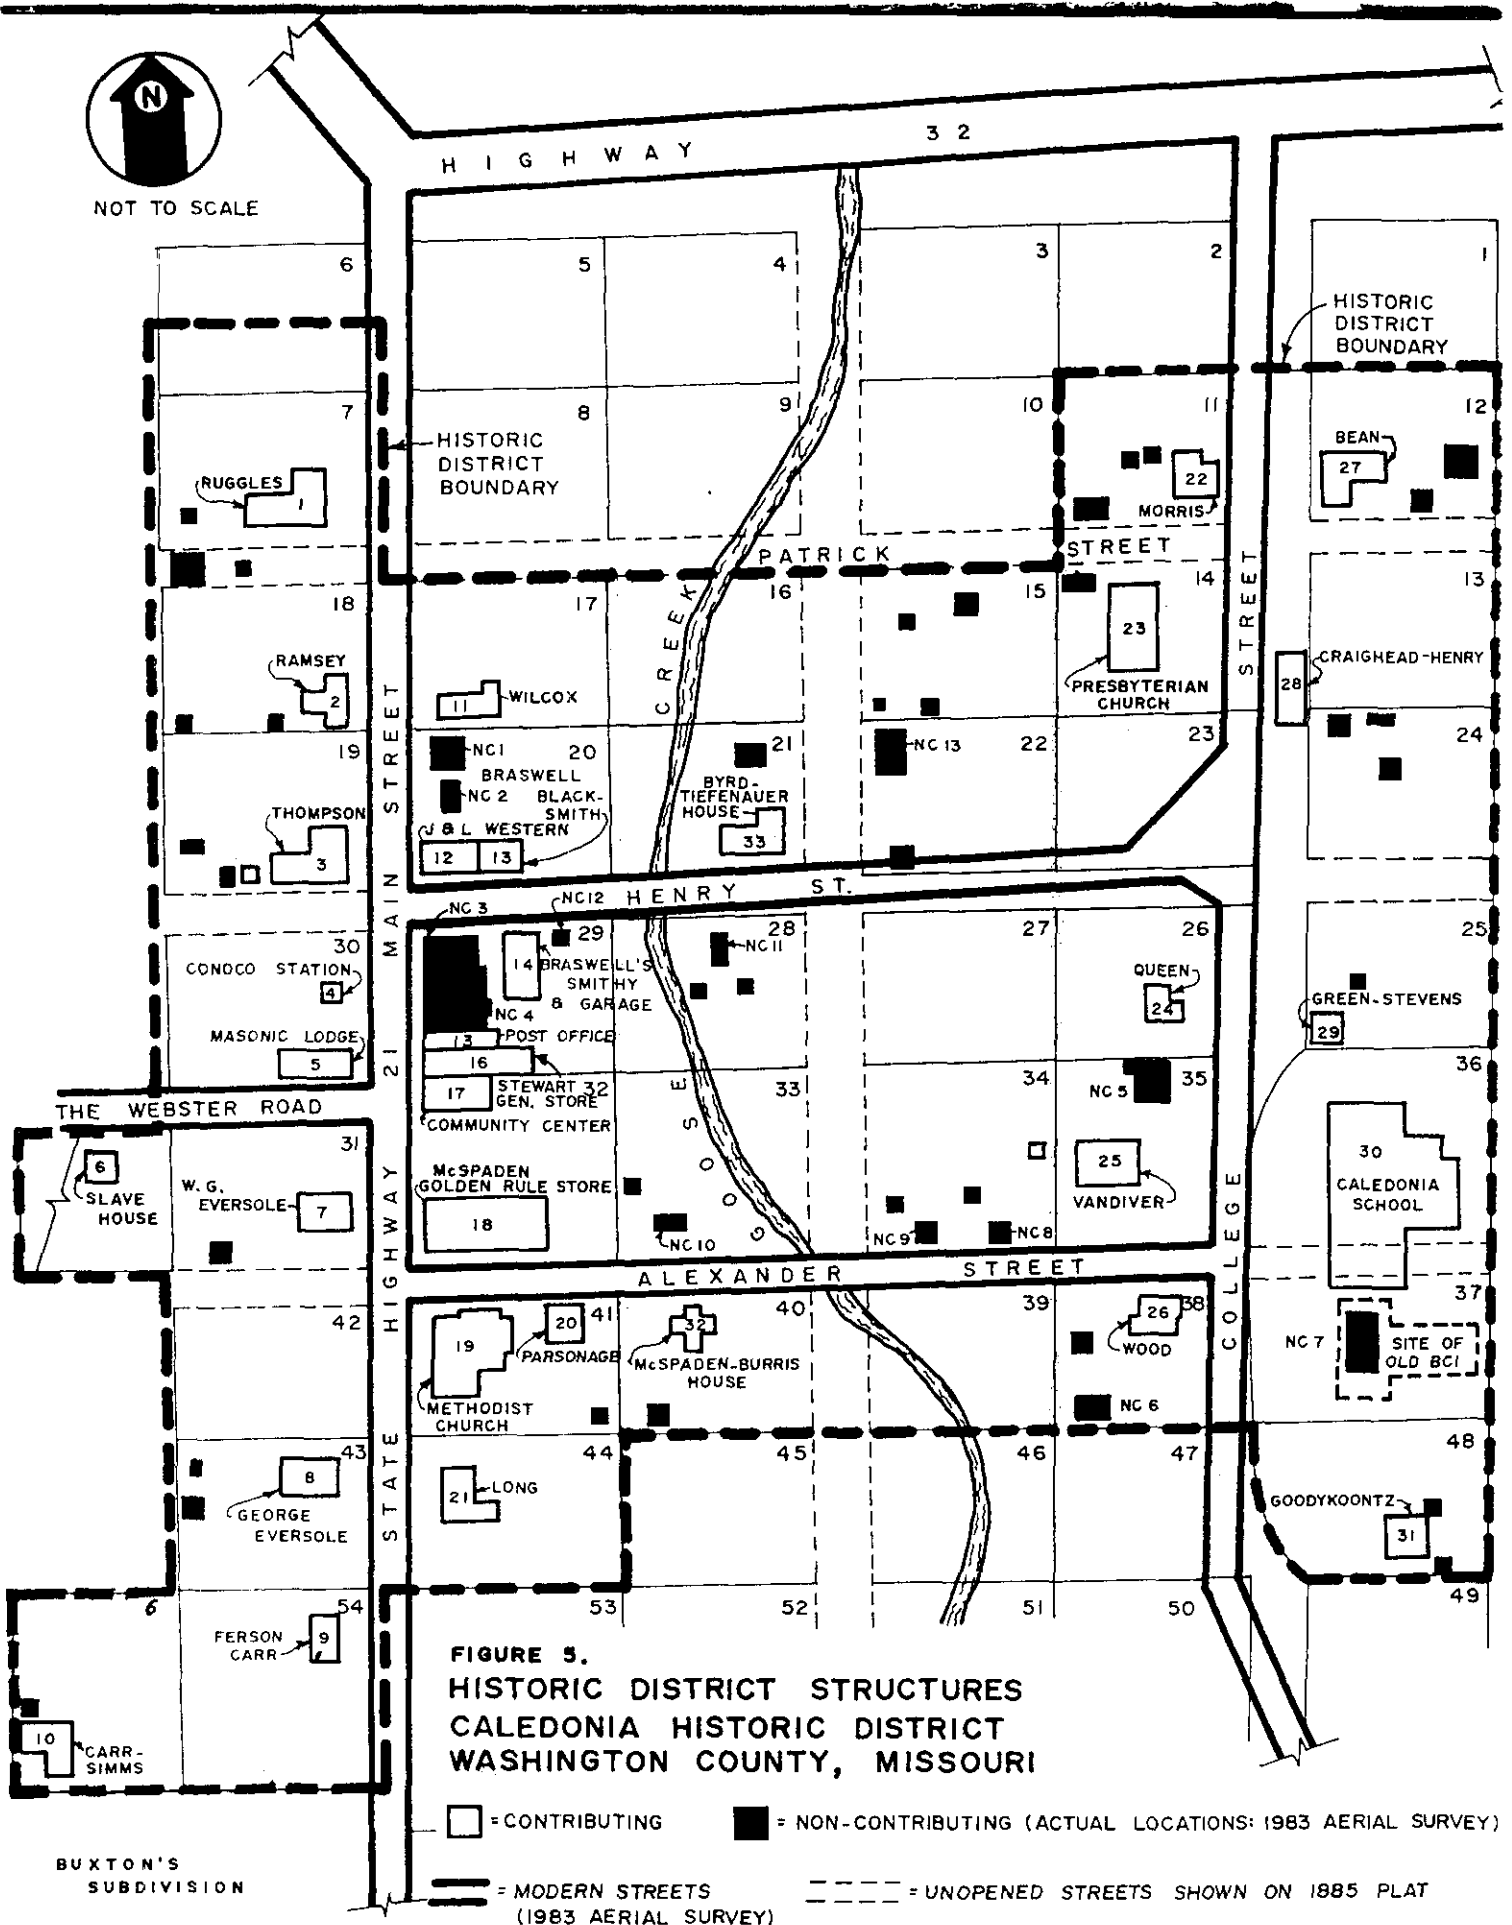 N
NOT TO SCALE
HIGHWAY 32
6
5
4
3
2
1
HISTORIC
DISTRICT
BOUNDARY
7
8
9
10
11
12
HISTORIC
DISTRICT
BOUNDARY
RUGGLES
1
22
MORRIS
BEAN
27
PATRICK STREET
18
17
16
15
14
13
RAMSEY
2
11
WILCOX
CREEK
23
PRESBYTERIAN
CHURCH
STREET
CRAIGHEAD-HENRY
28
19
20
21
22
23
24
NC1
NC 2
BRASWELL
BLACK-
SMITH
J & L WESTERN
12
13
BYRD-
TIEFENAUER
HOUSE
33
NC 13
THOMPSON
3
MAIN STREET
HENRY ST.
30
29
28
27
26
25
NC 3
NC12
CONODCO STATION
4
14
BRASWELL'S
SMITHY
& GARAGE
NC11
QUEEN
24
GREEN-STEVENS
29
NC 4
13
POST OFFICE
MASONIC LODGE
5
16
17
STEWART
GEN. STORE
COMMUNITY CENTER
32
33
34
35
36
NC 5
THE WEBSTER ROAD
31
6
SLAVE
HOUSE
W. G.
EVERSOLE
7
McSPADEN
GOLDEN RULE STORE
18
GOOSE
NC10
NC9
NC8
25
VANDIVER
30
CALEDONIA
SCHOOL
STATE HIGHWAY 21
ALEXANDER STREET
COLLEGE
42
41
40
39
38
37
19
METHODIST
CHURCH
20
PARSONAGE
32
McSPADEN-BURRIS
HOUSE
26
WOOD
NC 6
NC 7
SITE OF
OLD BCI
43
44
45
46
47
48
8
GEORGE
EVERSOLE
21
LONG
GOODYKOONTZ
31
6
54
53
52
51
50
49
FERSON
CARR
9
10
CARR-
SIMMS
FIGURE 5.
HISTORIC DISTRICT STRUCTURES
CALEDONIA HISTORIC DISTRICT
WASHINGTON COUNTY, MISSOURI
= CONTRIBUTING
= NON-CONTRIBUTING (ACTUAL LOCATIONS: 1983 AERIAL SURVEY)
BUXTON'S
SUBDIVISION
= MODERN STREETS
(1983 AERIAL SURVEY)
= UNOPENED STREETS SHOWN ON 1885 PLAT